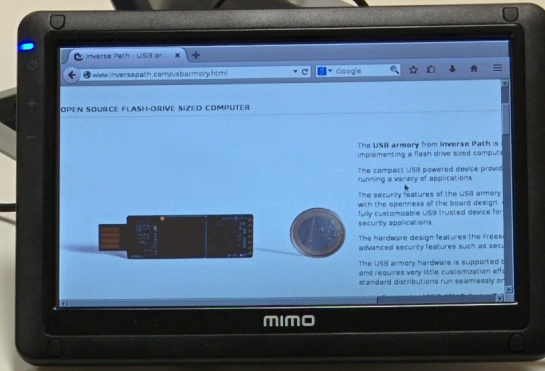 Inverse Path - USB ar
www.inversepath.com/usbarmory.html
Google
OPEN SOURCE FLASH-DRIVE SIZED COMPUTER
The USB armory from Inverse Path is
implementing a flash drive sized compute
The compact USB powered device provid
running a variety of applications.
The security features of the USB armory
with the openness of the board design,
fully customizable USB trusted device for
security applications.
The hardware design features the Freesc
advanced security features such as secu
The USB armory hardware is supported b
and requires very little customization effo
standard distributions run seamlessly on
mimo